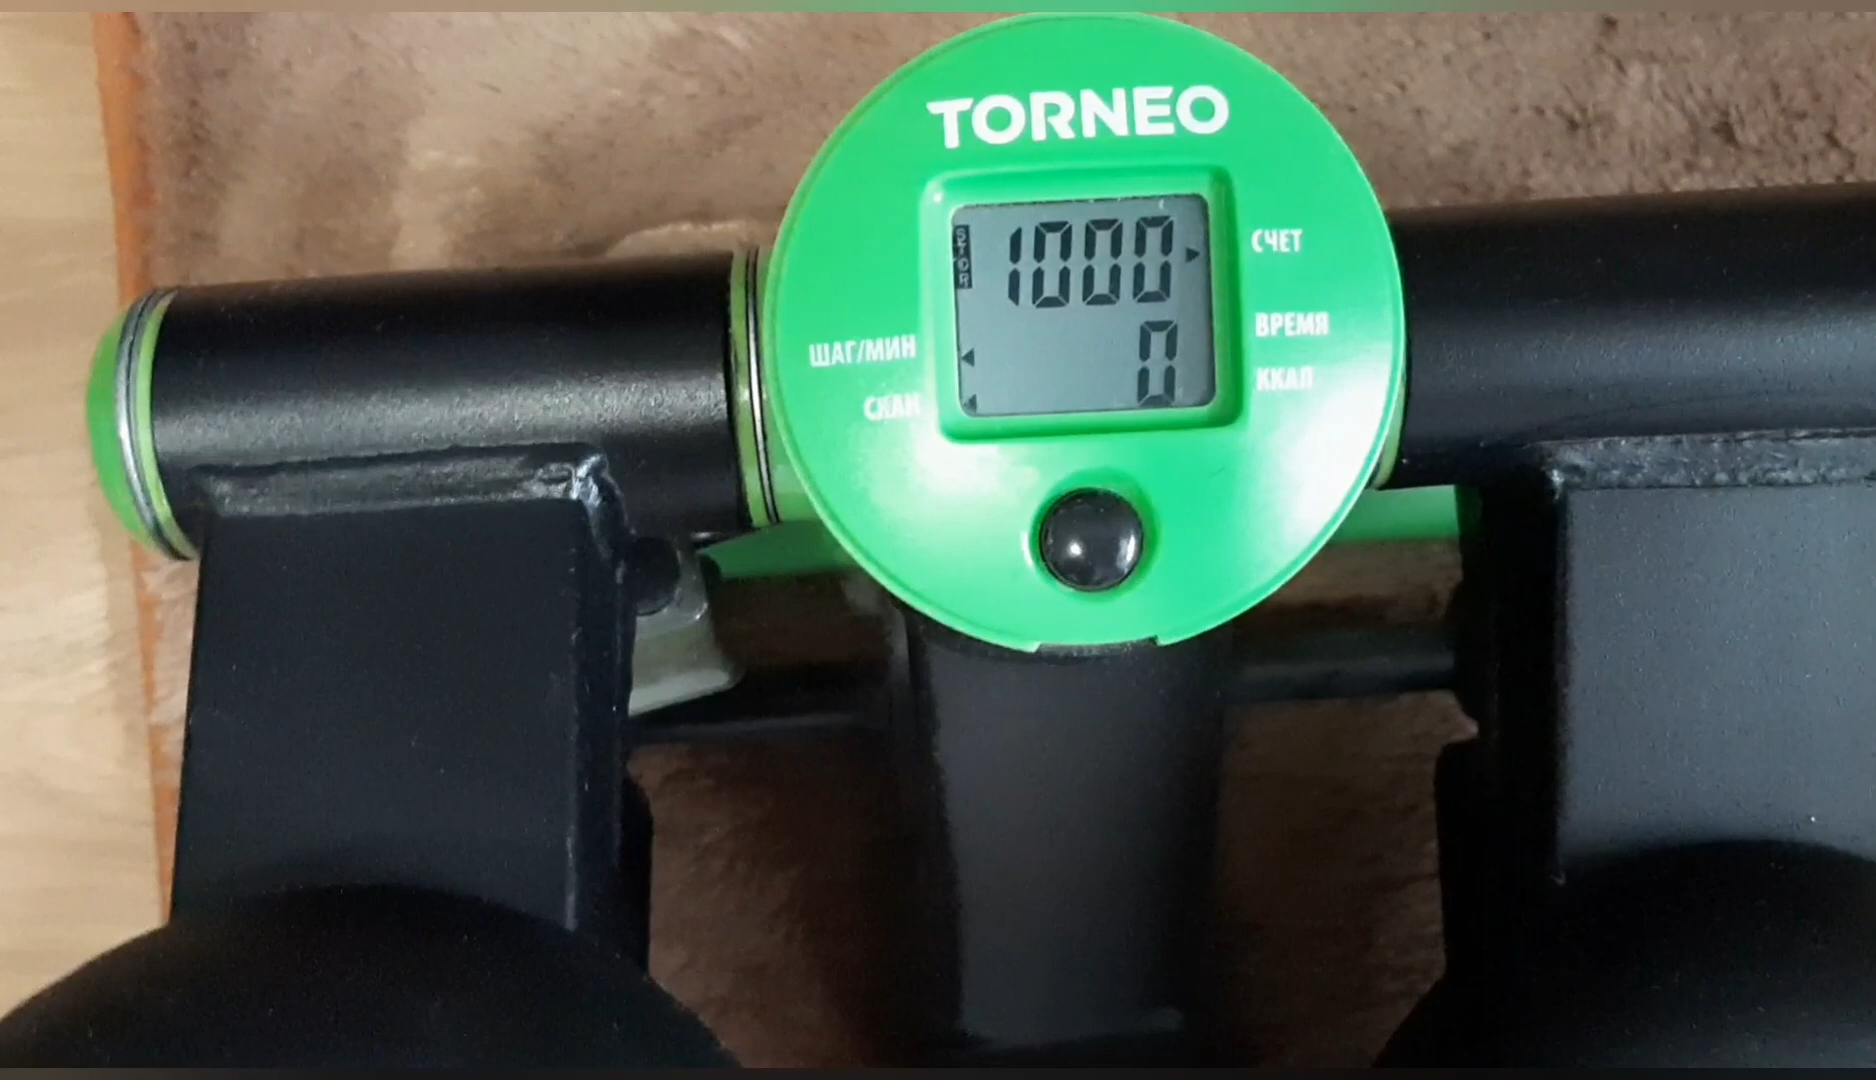 TORNEO
STOP
1000
СЧЕТ
ВРЕМЯ
ШАГ/МИН
0
ККАЛ
СКАН